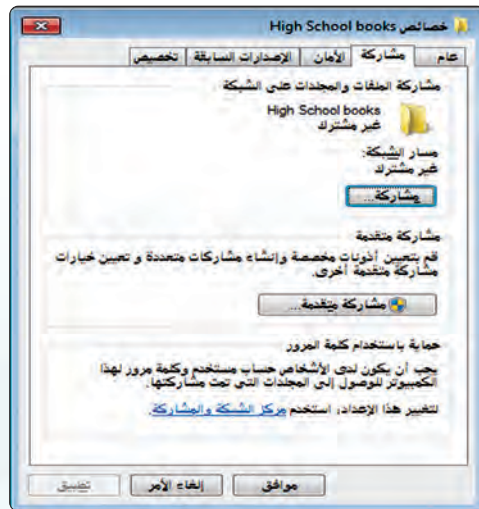 خصائص High School books
عام
مشاركة
الأمان
الإصدارات السابقة
تخصيص
مشاركة الملفات والمجلدات على الشبكة
High School books
غير مشترك
مسار الشبكة:
غير مشترك
مشاركة...
مشاركة متقدمة
قم بتعيين أذونات مخصصة وإنشاء مشاركات متعددة و تعيين خيارات
مشاركة متقدمة أخرى.
مشاركة متقدمة...
حماية باستخدام كلمة المرور
يجب أن يكون لدى الأشخاص حساب مستخدم وكلمة مرور لهذا
الكمبيوتر للوصول إلى المجلدات التي تمت مشاركتها.
لتغيير هذا الإعداد، استخدم مركز الشبكة والمشاركة.
موافق
إلغاء الأمر
تطبيق